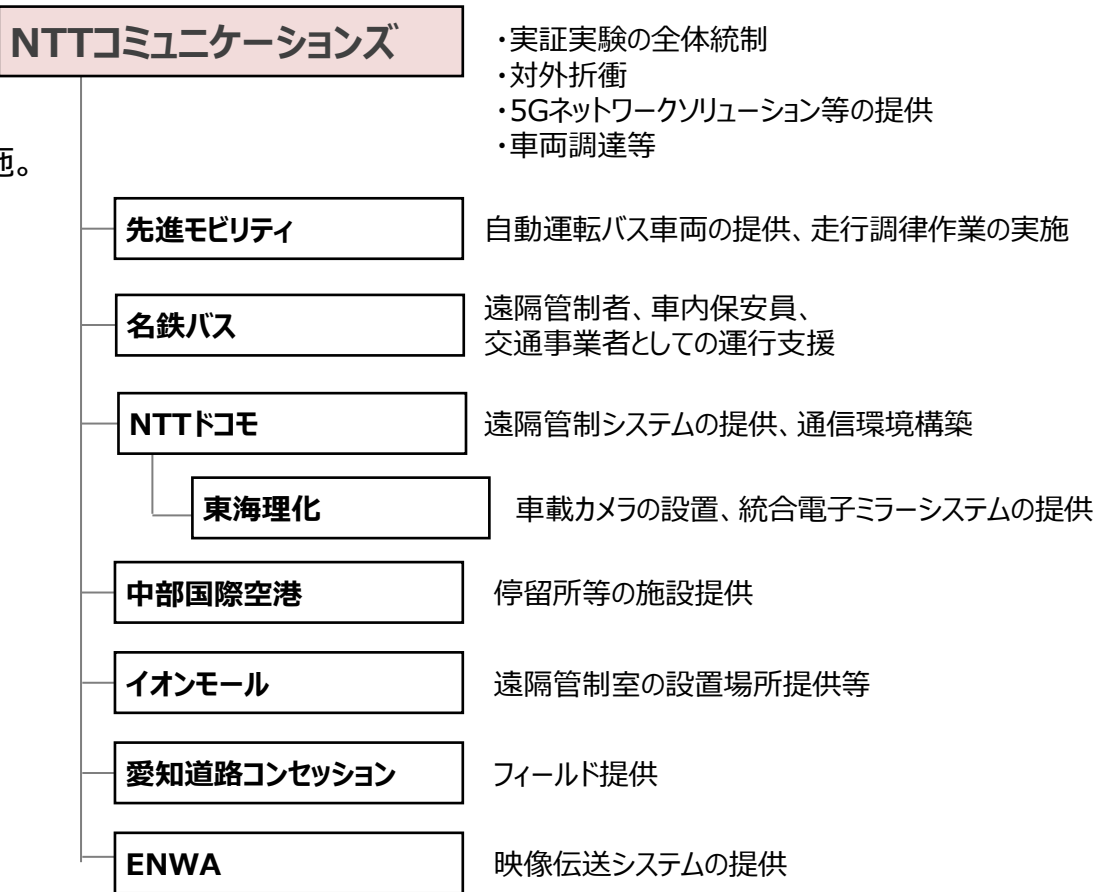 NTTコミュニケーションズ
・実証実験の全体統制
・対外折衝
・5Gネットワークソリューション等の提供
・車両調達等
施。
先進モビリティ
自動運転バス車両の提供、走行調律作業の実施
名鉄バス
遠隔管制者、車内保安員、
交通事業者としての運行支援
NTTドコモ
遠隔管制システムの提供、通信環境構築
東海理化
車載カメラの設置、統合電子ミラーシステムの提供
中部国際空港
停留所等の施設提供
イオンモール
遠隔管制室の設置場所提供等
愛知道路コンセッション
フィールド提供
ENWA
映像伝送システムの提供